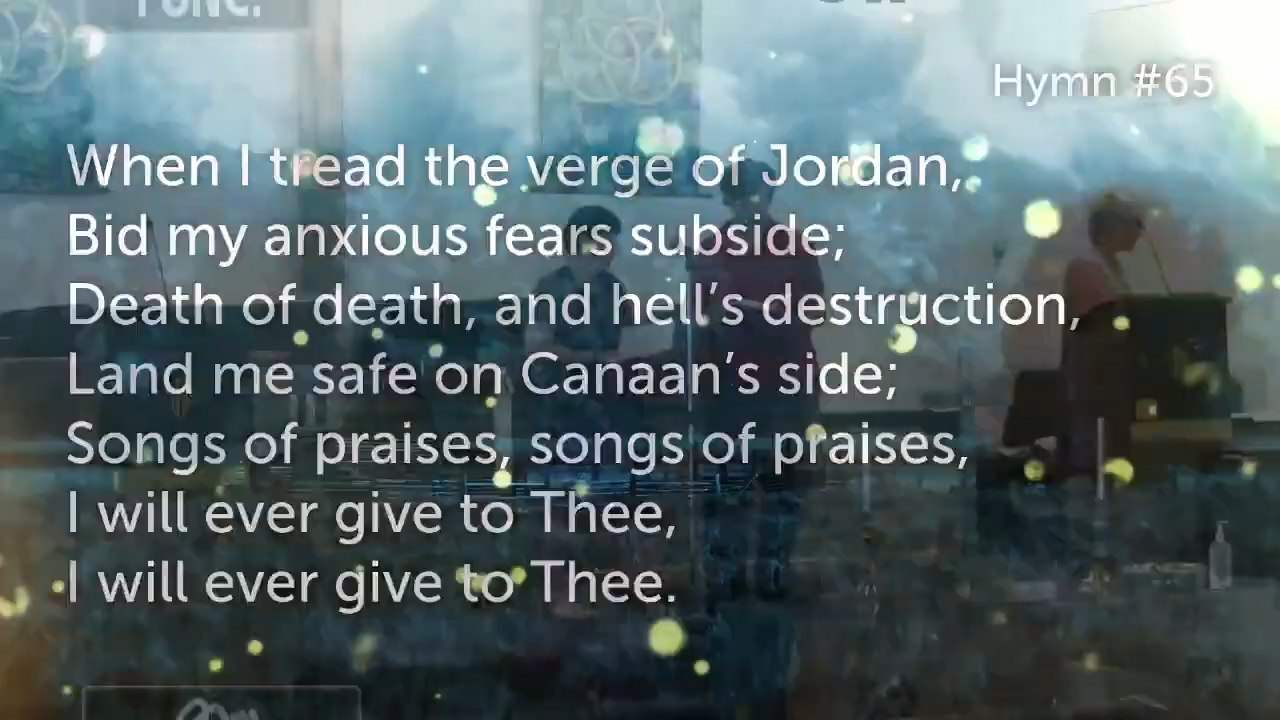 FUNC.
Hymn #65
When I tread the verge of Jordan,
Bid my anxious fears subside;
Death of death, and hell’s destruction,
Land me safe on Canaan’s side;
Songs of praises, songs of praises,
I will ever give to Thee,
I will ever give to Thee.